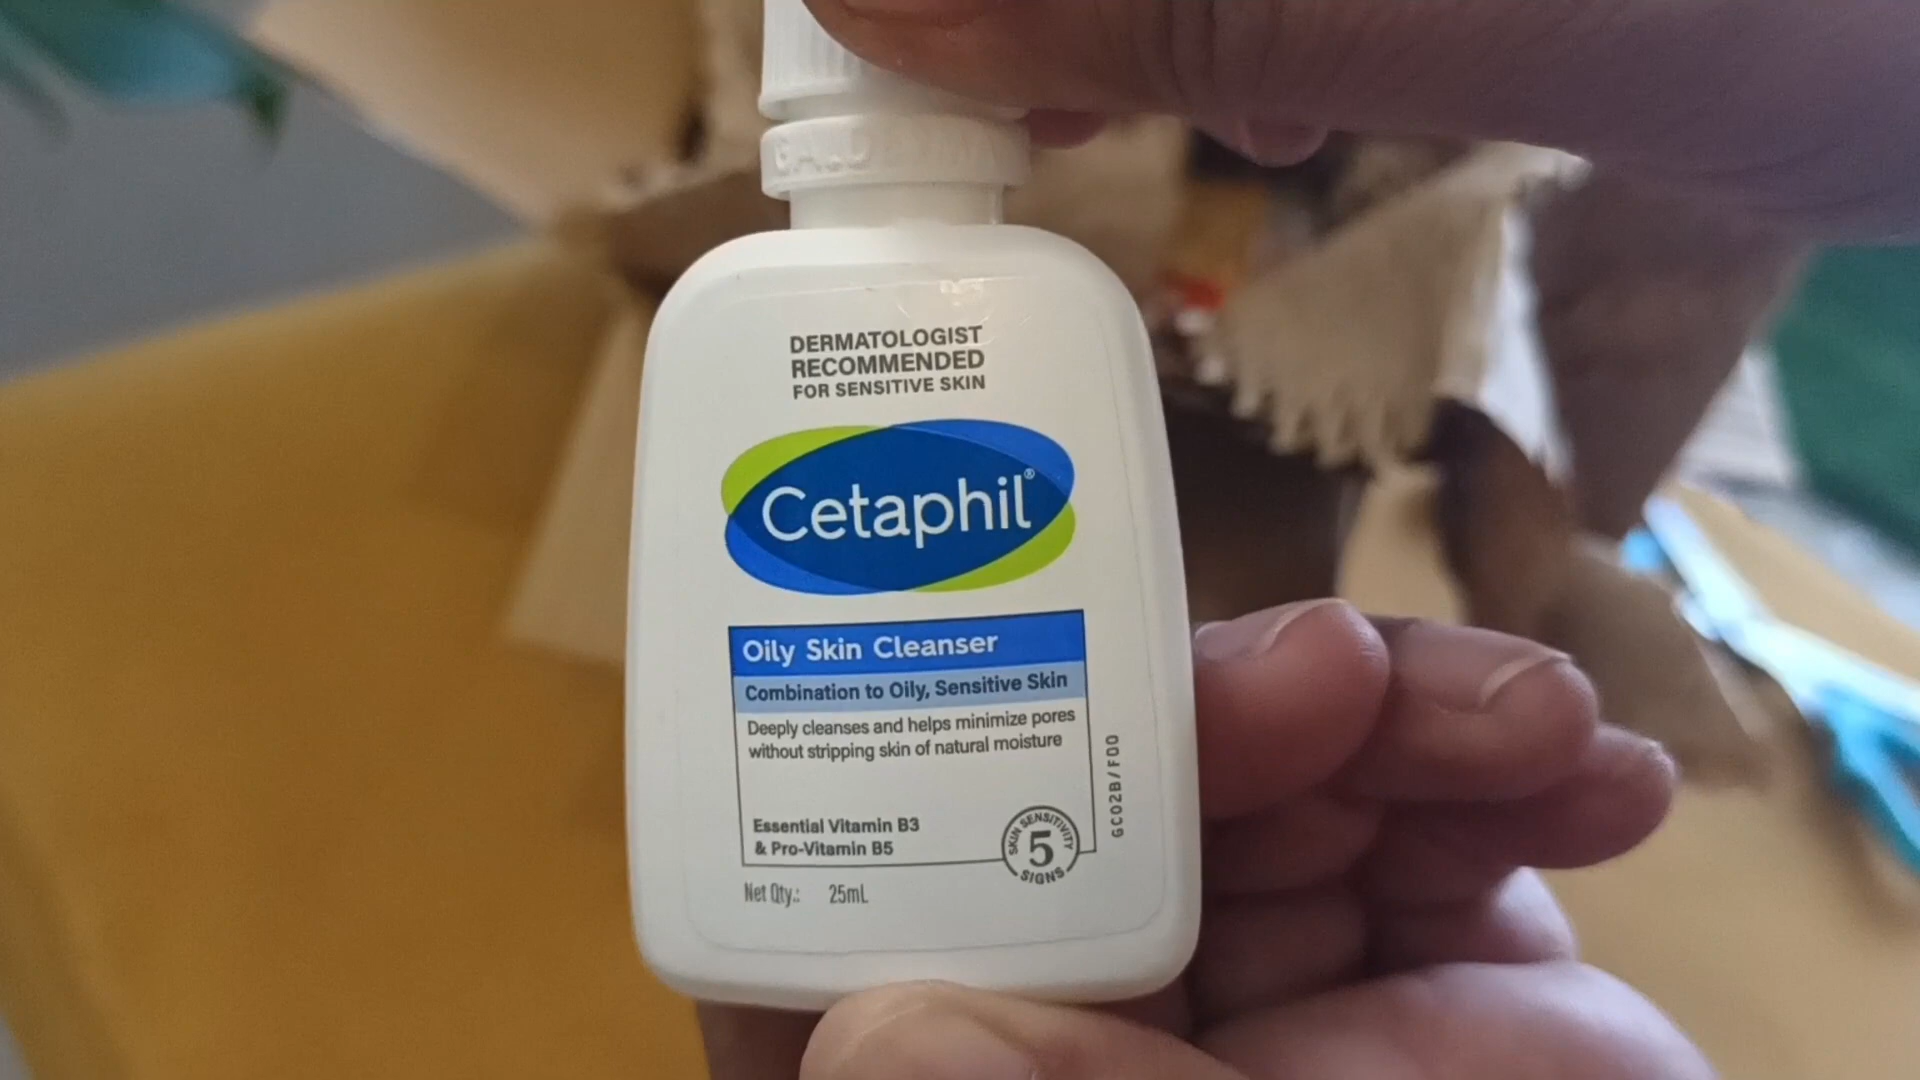 DERMATOLOGIST
RECOMMENDED
FOR SENSITIVE SKIN
Cetaphil®
Oily Skin Cleanser
Combination to Oily, Sensitive Skin
Deeply cleanses and helps minimize pores
without stripping skin of natural moisture
Essential Vitamin B3
& Pro-Vitamin B5
SKIN SENSITIVITY
5
SIGNS
Net Qty.: 25mL
GC02B/F00